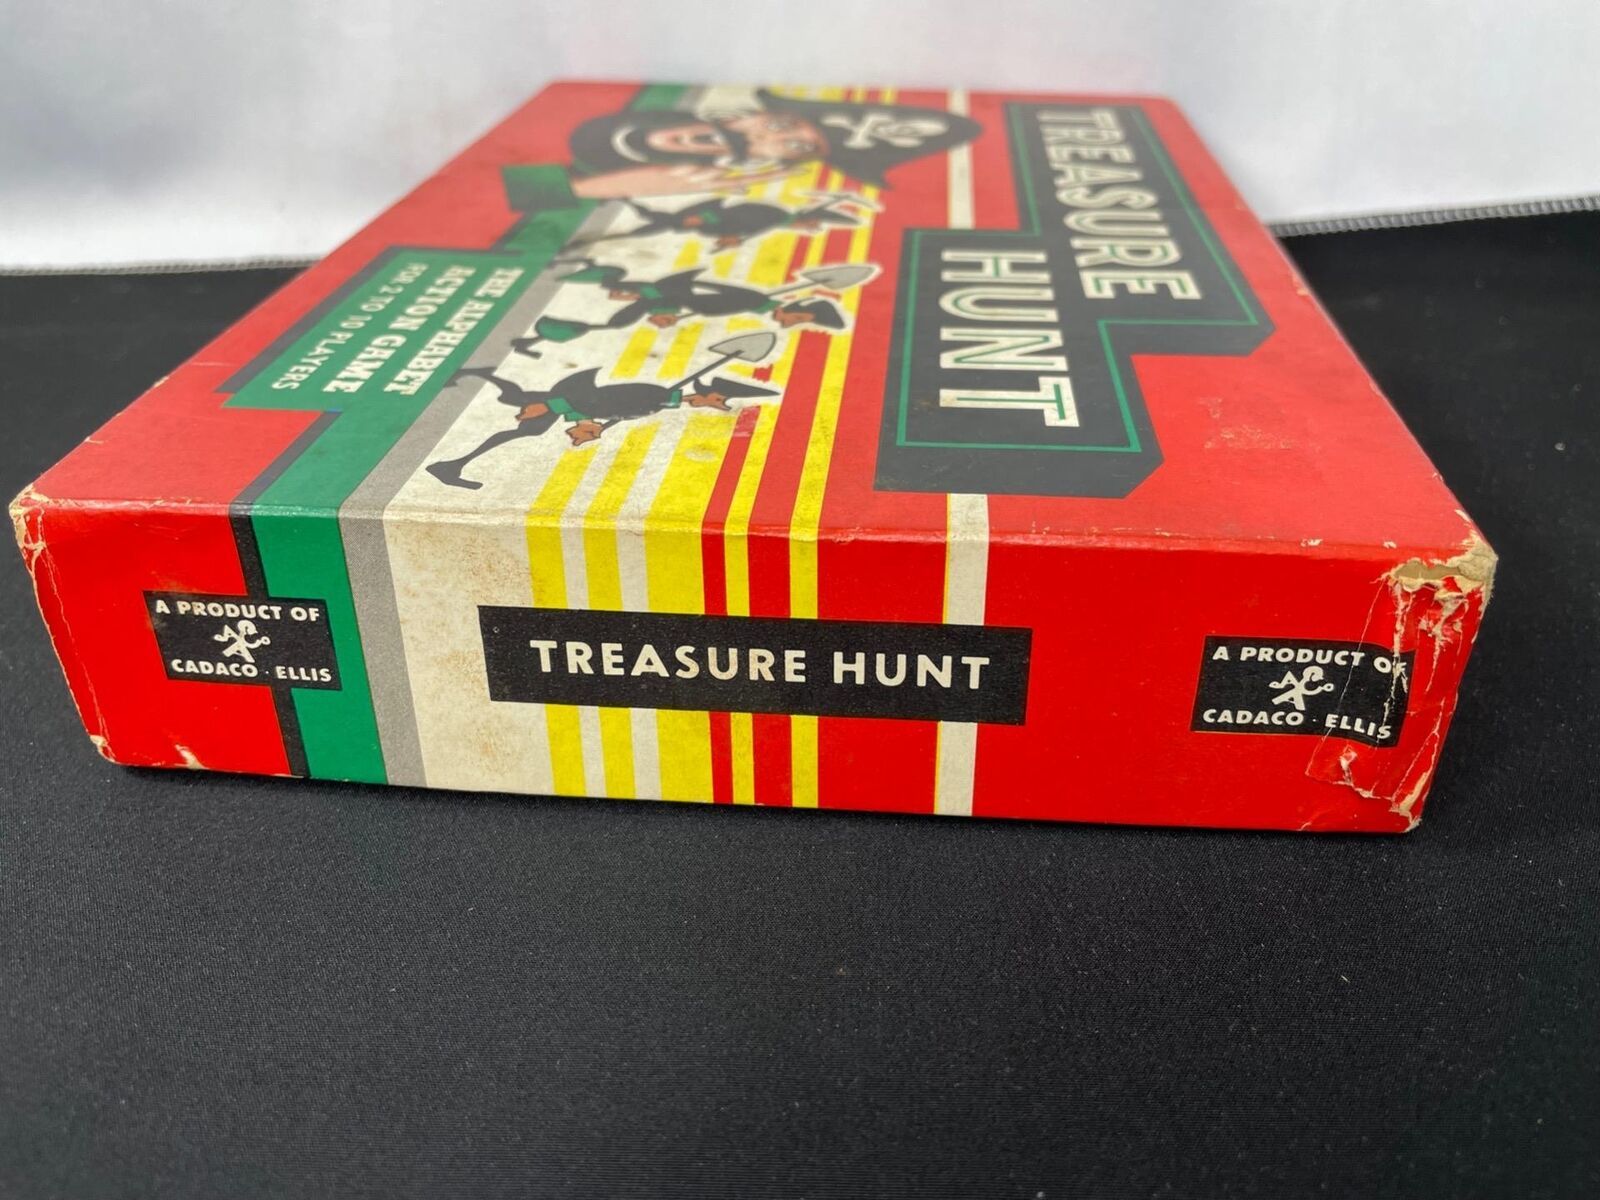 TREASURE
HUNT
THE ALPHABET
ACTION GAME
FOR 2 TO 10 PLAYERS
A PRODUCT OF
CADACO · ELLIS
TREASURE HUNT
A PRODUCT OF
CADACO · ELLIS